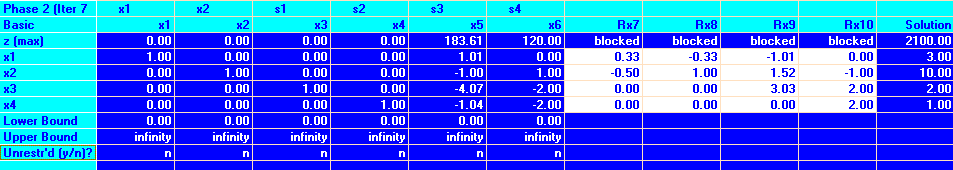 Phase 2 (Iter 7 x1 x2 s1 s2 s3 s4
Basic x1 x2 x3 x4 x5 x6 Rx7 Rx8 Rx9 Rx10 Solution
z (max) 0.00 0.00 0.00 0.00 183.61 120.00 blocked blocked blocked blocked 2100.00
x1 1.00 0.00 0.00 0.00 1.01 0.00 0.33 -0.33 -1.01 0.00 3.00
x2 0.00 1.00 0.00 0.00 -1.00 1.00 -0.50 1.00 1.52 -1.00 10.00
x3 0.00 0.00 1.00 0.00 -4.07 -2.00 0.00 0.00 3.03 2.00 2.00
x4 0.00 0.00 0.00 1.00 -1.04 -2.00 0.00 0.00 0.00 2.00 1.00
Lower Bound 0.00 0.00 0.00 0.00 0.00 0.00
Upper Bound infinity infinity infinity infinity infinity infinity
Unrestr'd (y/n)? n n n n n n